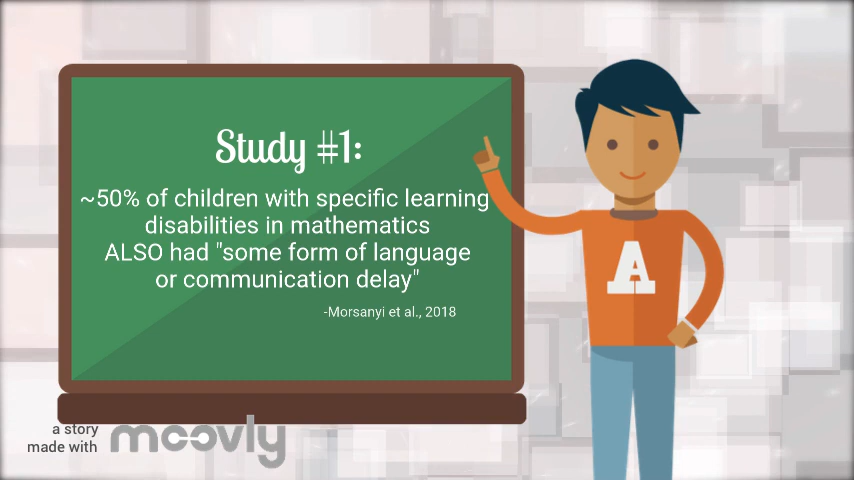 Study #1:
~50% of children with specific learning
disabilities in mathematics
ALSO had "some form of language
or communication delay"
-Morsanyi et al., 2018
A
a story
made with moovly